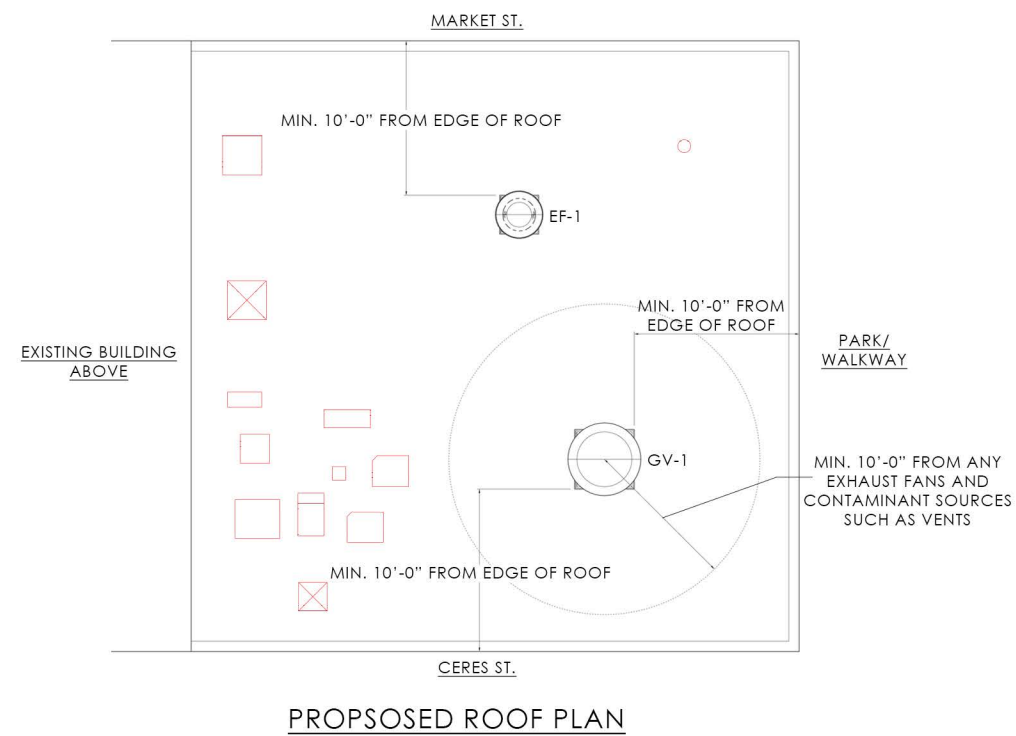 MARKET ST.
MIN. 10'-0" FROM EDGE OF ROOF
EF-1
MIN. 10'-0" FROM
EDGE OF ROOF
EXISTING BUILDING
ABOVE
PARK/
WALKWAY
GV-1
MIN. 10'-0" FROM ANY
EXHAUST FANS AND
CONTAMINANT SOURCES
SUCH AS VENTS
MIN. 10'-0" FROM EDGE OF ROOF
CERES ST.
PROPSOSED ROOF PLAN